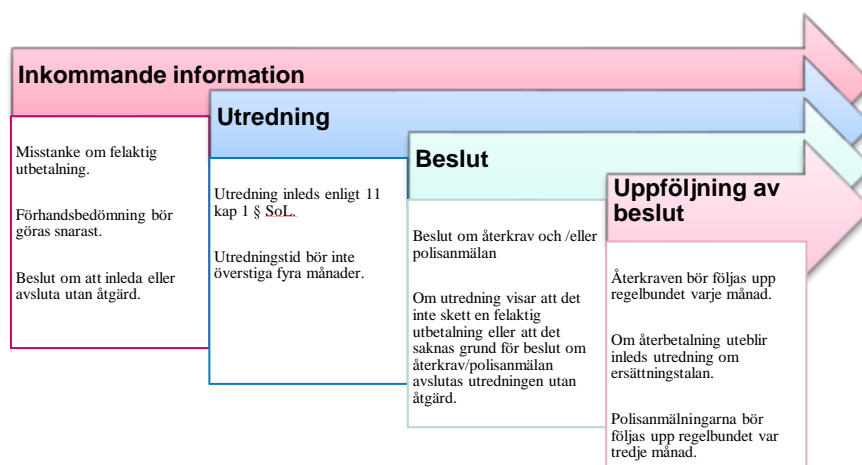 Inkommande information
Misstanke om felaktig
utbetalning.
Förhandsbedömning bör
göras snarast.
Beslut om att inleda eller
avsluta utan åtgärd.
Utredning
Utredning inleds enligt 11
kap 1 § SoL.
Utredningstid bör inte
överstiga fyra månader.
Beslut
Beslut om återkrav och /eller
polisanmälan
Om utredning visar att det
inte skett en felaktig
utbetalning eller att det
saknas grund för beslut om
återkrav/polisanmälan
avslutas utredningen utan
åtgärd.
Uppföljning av
beslut
Återkraven bör följas upp
regelbundet varje månad.
Om återbetalning uteblir
inleds utredning om
ersättningstalan.
Polisanmälningarna bör
följas upp regelbundet var
tredje månad.